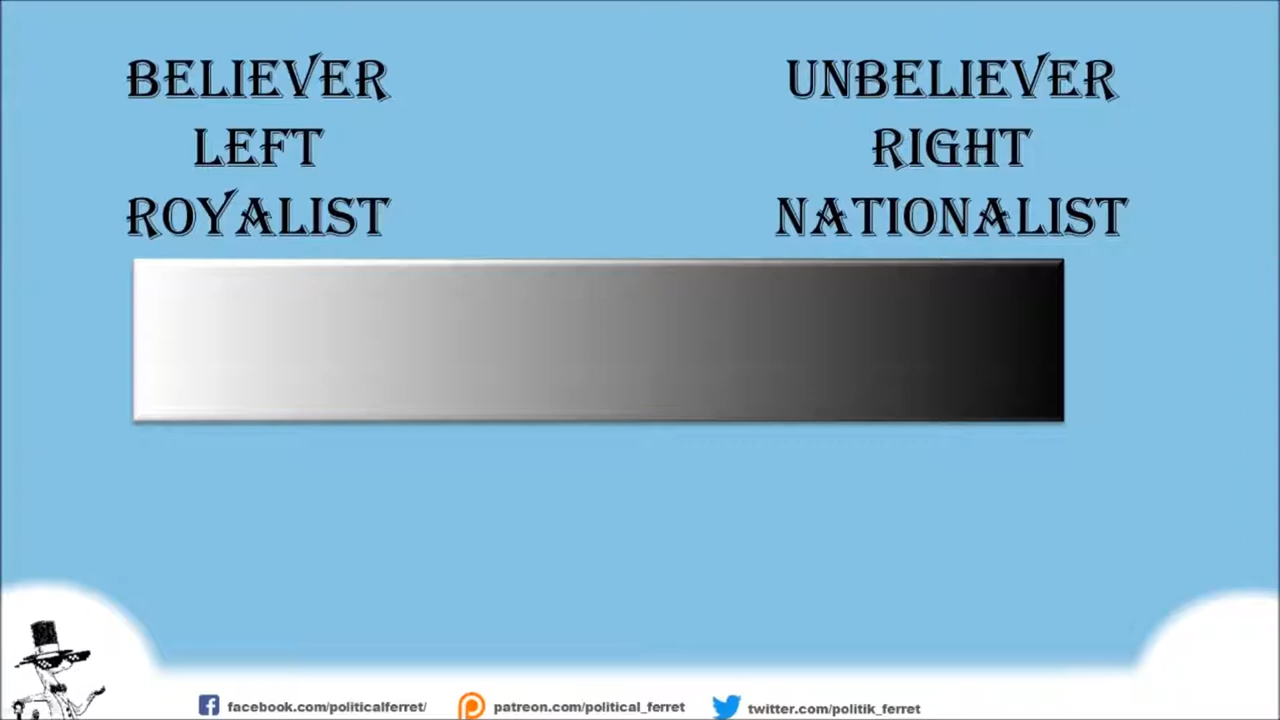 BELIEVER
LEFT
ROYALIST
UNBELIEVER
RIGHT
NATIONALIST
facebook.com/politicalferret/
patreon.com/political_ferret
twitter.com/politik_ferret